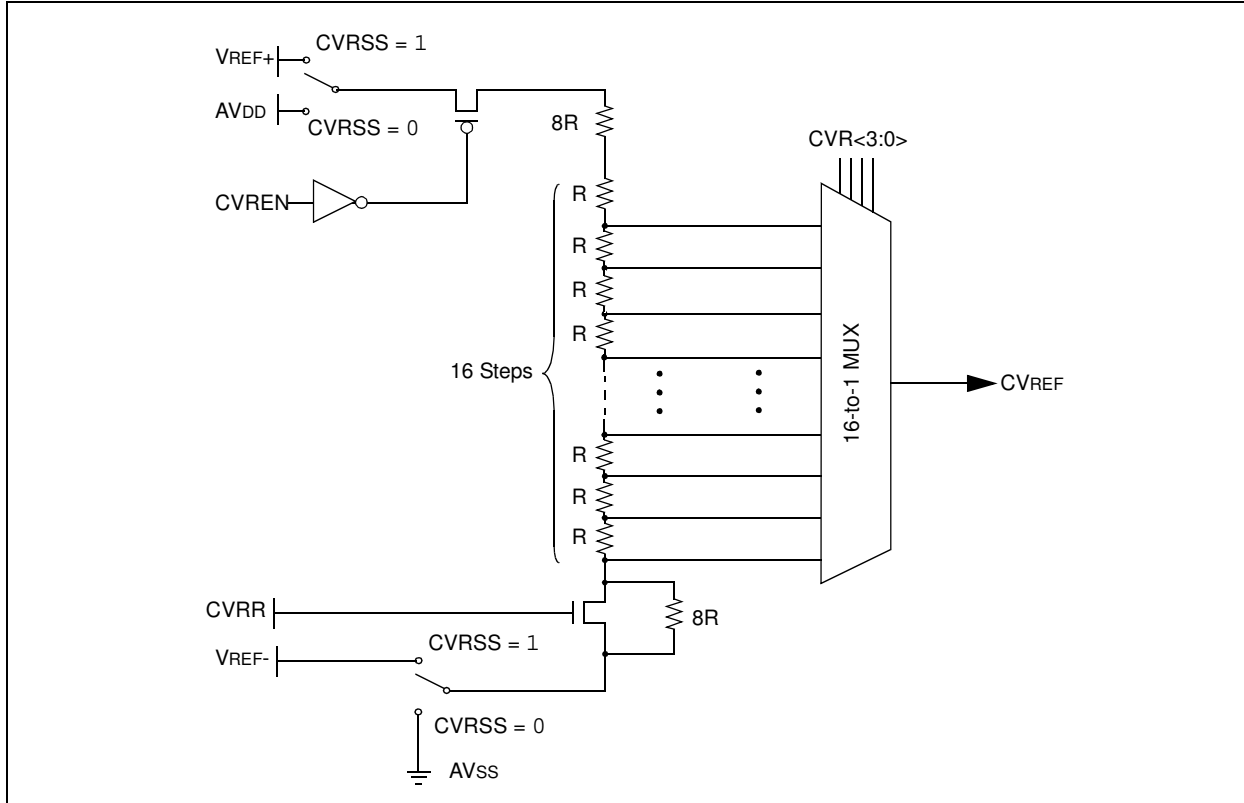 CVRSS = 1
VREF+
AVDD
CVRSS = 0
8R
CVR<3:0>
CVREN
R
R
R
R
16 Steps
16-to-1 MUX
CVREF
R
R
R
CVRR
8R
CVRSS = 1
VREF-
CVRSS = 0
AVSS